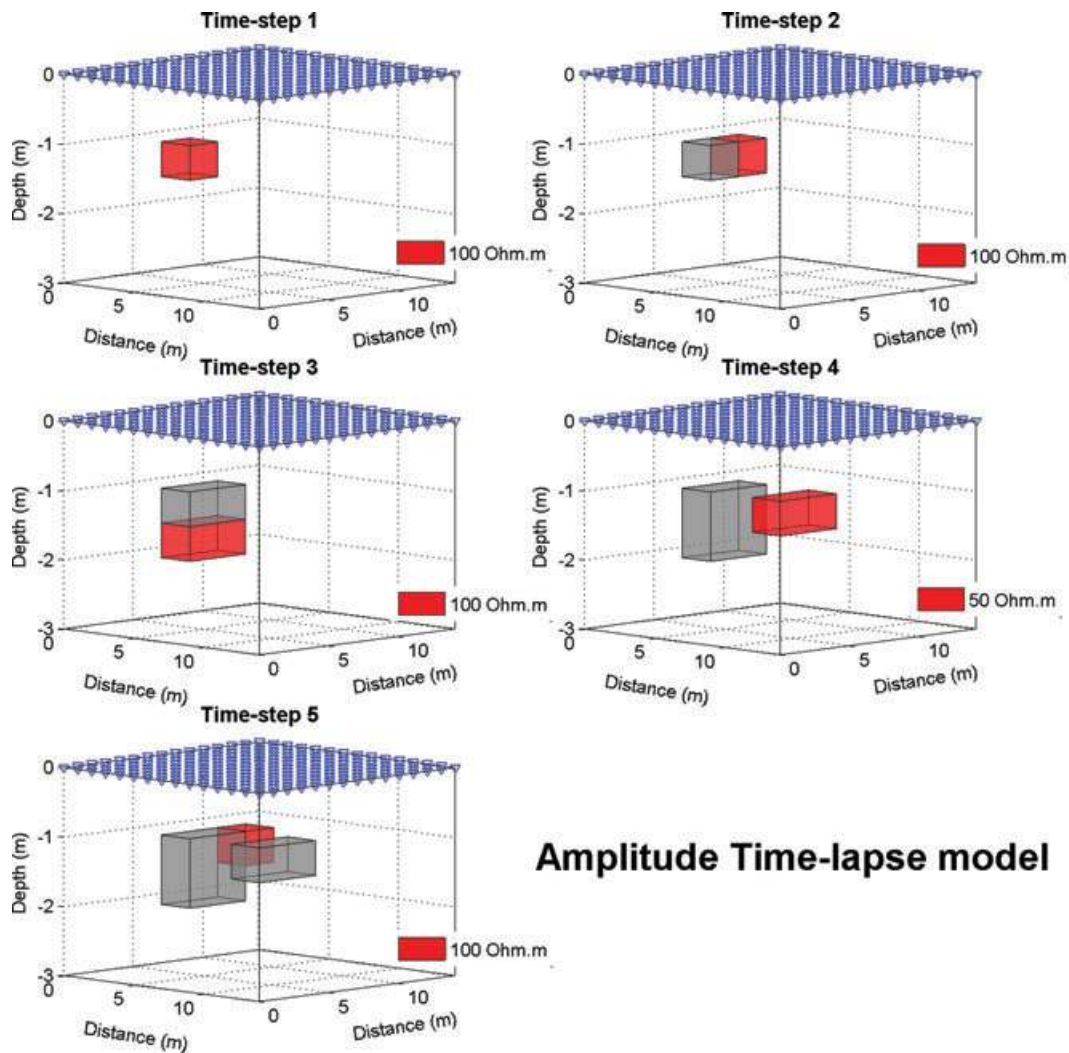 Time-step 1
0
-1
-2
-3
Depth (m)
0
5
10
Distance (m)
0
5
10
Distance (m)
100 Ohm.m
Time-step 2
0
-1
-2
-3
Depth (m)
0
5
10
Distance (m)
0
5
10
Distance (m)
100 Ohm.m
Time-step 3
0
-1
-2
-3
Depth (m)
0
5
10
Distance (m)
0
5
10
Distance (m)
100 Ohm.m
Time-step 4
0
-1
-2
-3
Depth (m)
0
5
10
Distance (m)
0
5
10
Distance (m)
50 Ohm.m
Time-step 5
0
-1
-2
-3
Depth (m)
0
5
10
Distance (m)
0
5
10
Distance (m)
100 Ohm.m
Amplitude Time-lapse model